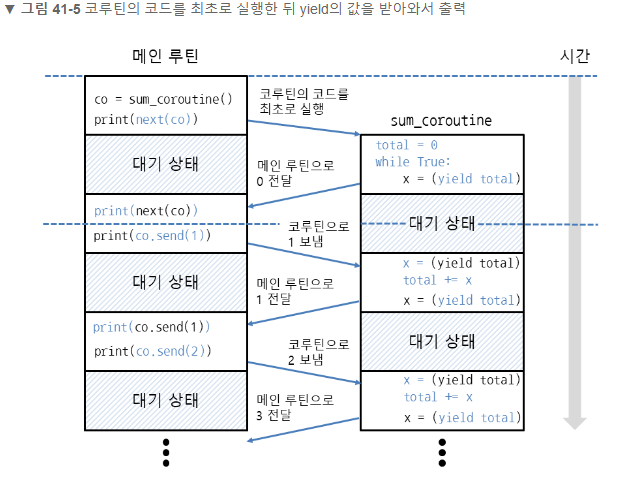 ▼ 그림 41-5 코루틴의 코드를 최초로 실행한 뒤 yield의 값을 받아와서 출력
메인 루틴
시간
co = sum_coroutine()
print(next(co))
코루틴의 코드를
최초로 실행
sum_coroutine
대기 상태
메인 루틴으로
0 전달
total = 0
while True:
x = (yield total)
print(next(co))
print(co.send(1))
코루틴으로
1 보냄
대기 상태
대기 상태
메인 루틴으로
1 전달
x = (yield total)
total += x
x = (yield total)
print(co.send(1))
print(co.send(2))
코루틴으로
2 보냄
대기 상태
대기 상태
메인 루틴으로
3 전달
x = (yield total)
total += x
x = (yield total)